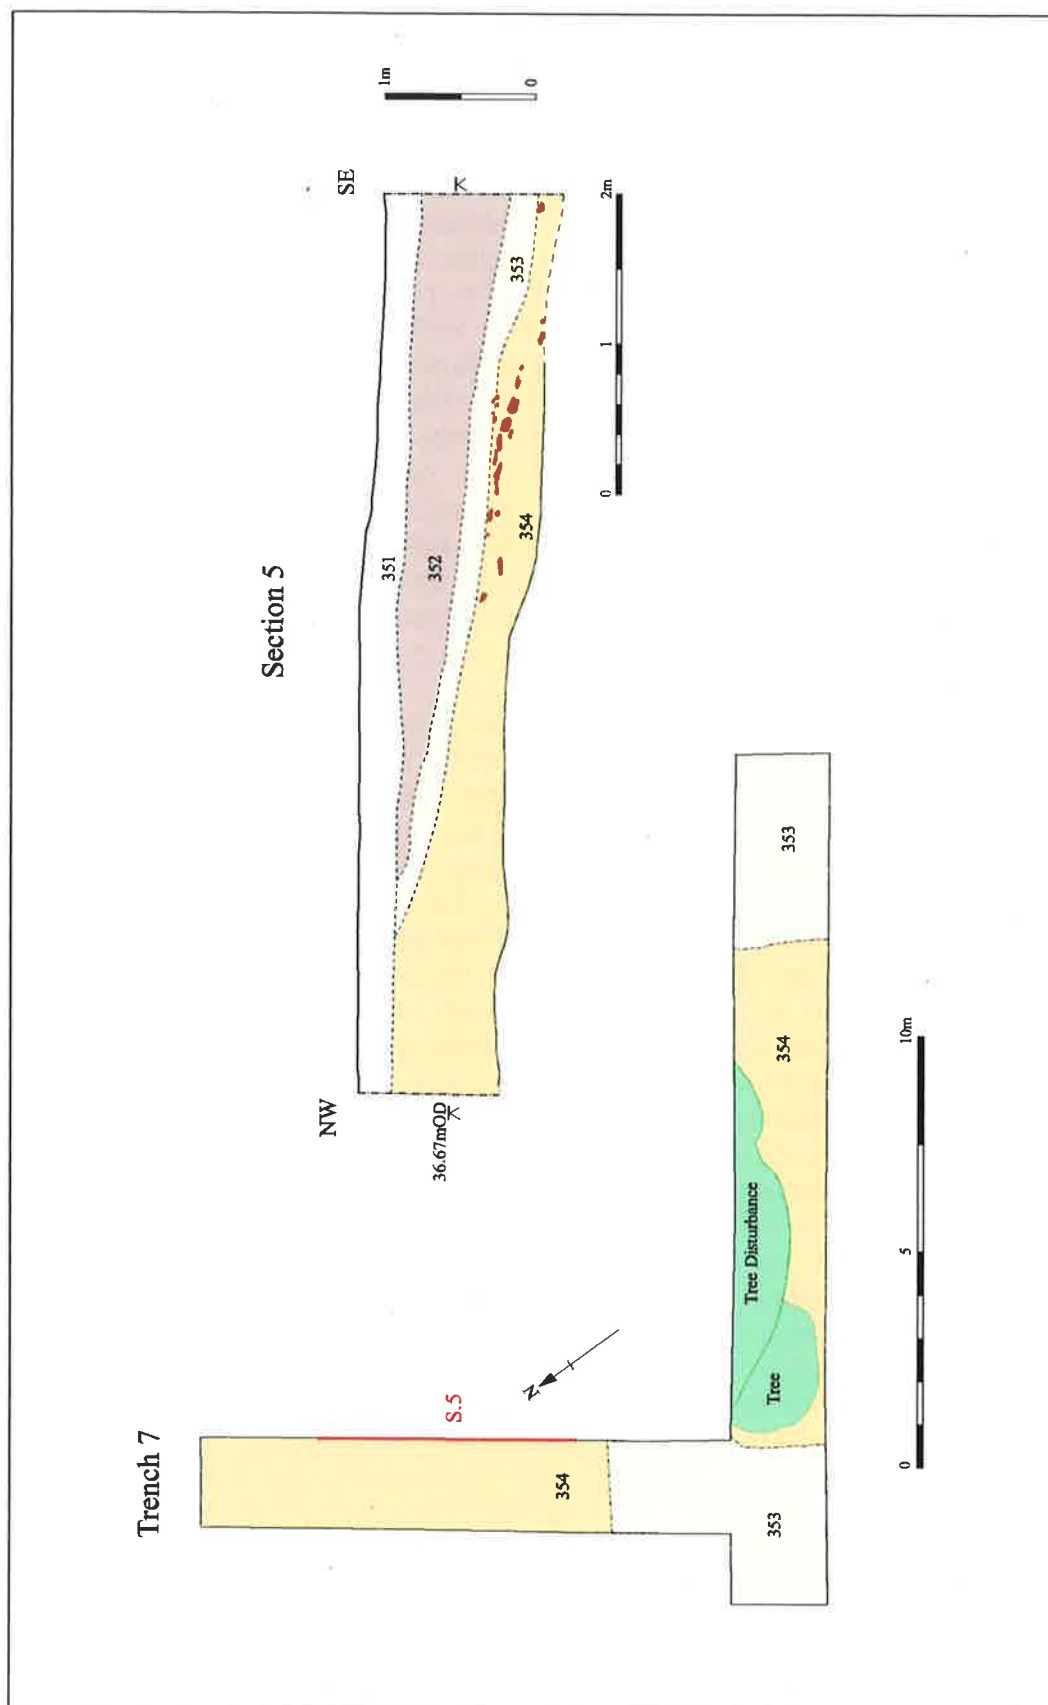 Trench 7
S.5
354
353
N
Tree
Tree Disturbance
354
353
0
5
10m
Section 5
NW
SE
36.67mOD
351
352
353
354
0
1
2m
1m
0